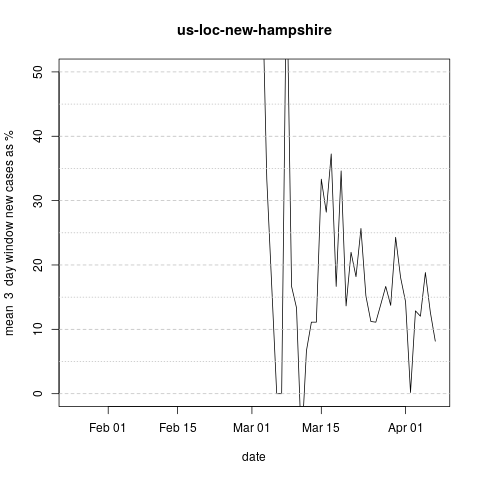 us-loc-new-hampshire
50
40
30
20
10
0
mean 3 day window new cases as %
Feb 01 Feb 15 Mar 01 Mar 15 Apr 01
date